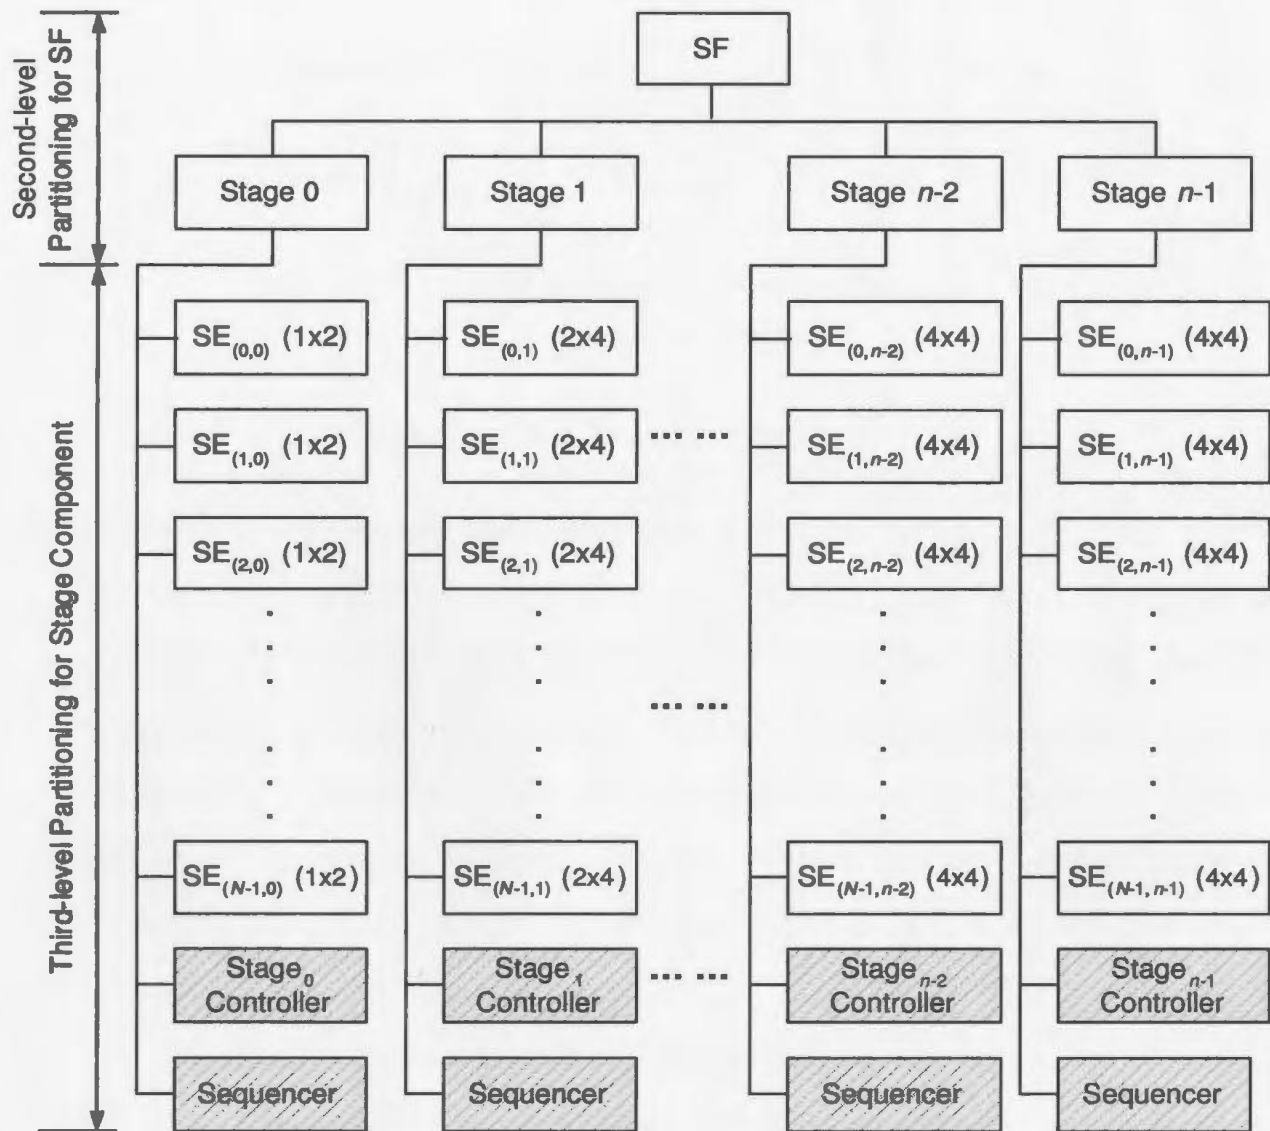 Second-level
Partitioning for SF
SF
Stage 0
Stage 1
Stage n-2
Stage n-1
Third-level Partitioning for Stage Component
SE(0,0) (1x2)
SE(0,1) (2x4)
SE(0,n-2) (4x4)
SE(0,n-1) (4x4)
SE(1,0) (1x2)
SE(1,1) (2x4)
SE(1,n-2) (4x4)
SE(1,n-1) (4x4)
SE(2,0) (1x2)
SE(2,1) (2x4)
SE(2,n-2) (4x4)
SE(2,n-1) (4x4)
SE(N-1,0) (1x2)
SE(N-1,1) (2x4)
SE(N-1,n-2) (4x4)
SE(N-1,n-1) (4x4)
Stage0
Controller
Stage1
Controller
Stagen-2
Controller
Stagen-1
Controller
Sequencer
Sequencer
Sequencer
Sequencer